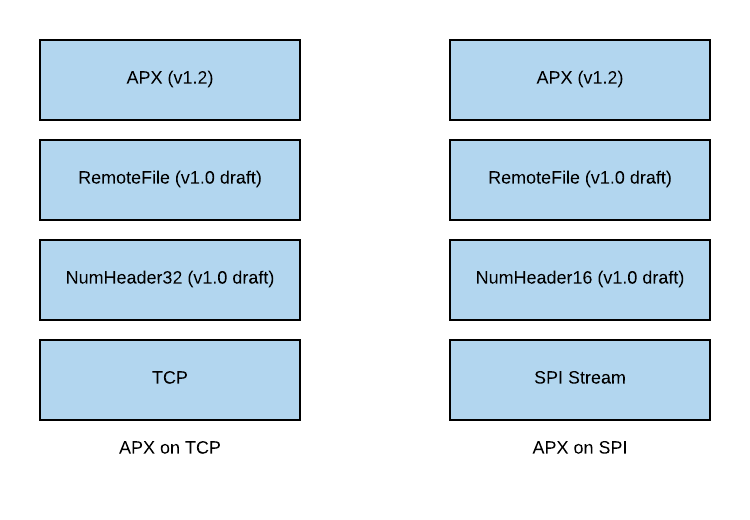 APX (v1.2)
RemoteFile (v1.0 draft)
NumHeader32 (v1.0 draft)
TCP
APX on TCP
APX (v1.2)
RemoteFile (v1.0 draft)
NumHeader16 (v1.0 draft)
SPI Stream
APX on SPI